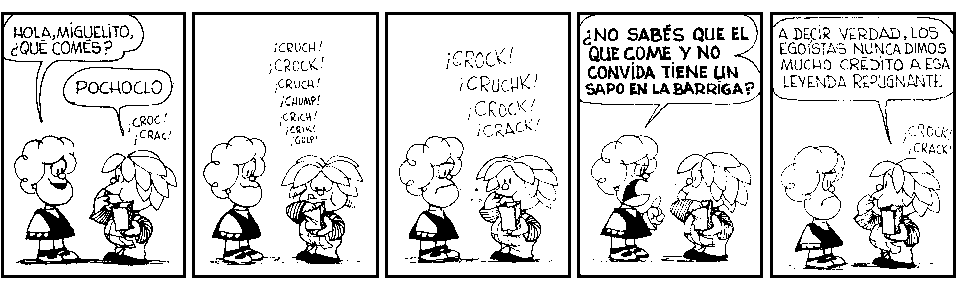 HOLA, MIGUELITO,
¿QUÉ COMÉS?
POCHOCLO
¡CROC!
¡CRAC!
¡CRUCH!
¡CROCK!
¡CRUCH!
¡CHUMP!
¡CRICH!
¡CRIK!
¡GULP!
¡CROCK!
¡CRUCHK!
¡CROCK!
¡CRACK!
¿NO SABÉS QUE EL
QUE COME Y NO
CONVIDA TIENE UN
SAPO EN LA BARRIGA?
A DECIR VERDAD, LOS
EGOÍSTAS NUNCA DIMOS
MUCHO CRÉDITO A ESA
LEYENDA REPUGNANTE
¡CROCK!
¡CRACK!